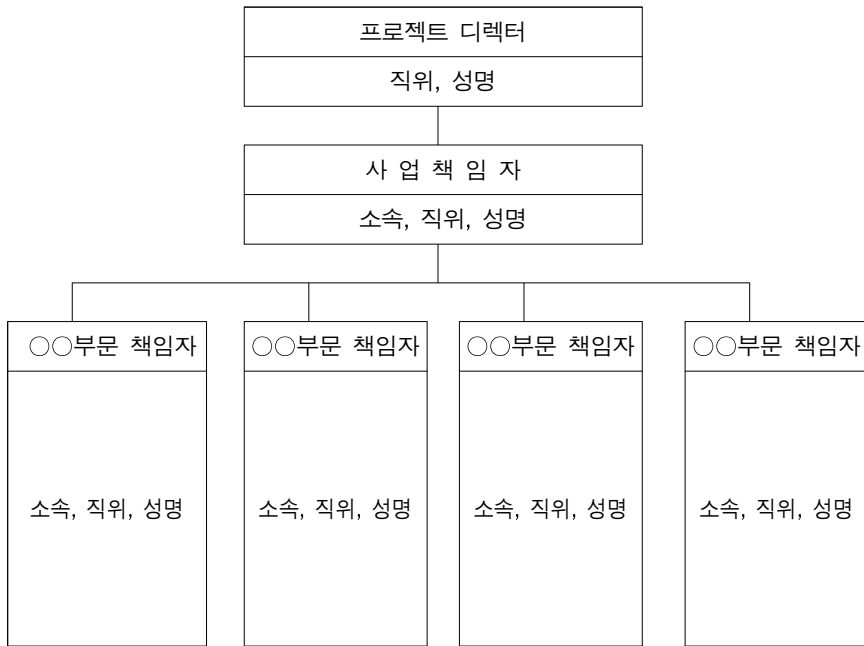 프로젝트 디렉터
직위, 성명
사 업 책 임 자
소속, 직위, 성명
○○부문 책임자
○○부문 책임자
○○부문 책임자
○○부문 책임자
소속, 직위, 성명
소속, 직위, 성명
소속, 직위, 성명
소속, 직위, 성명